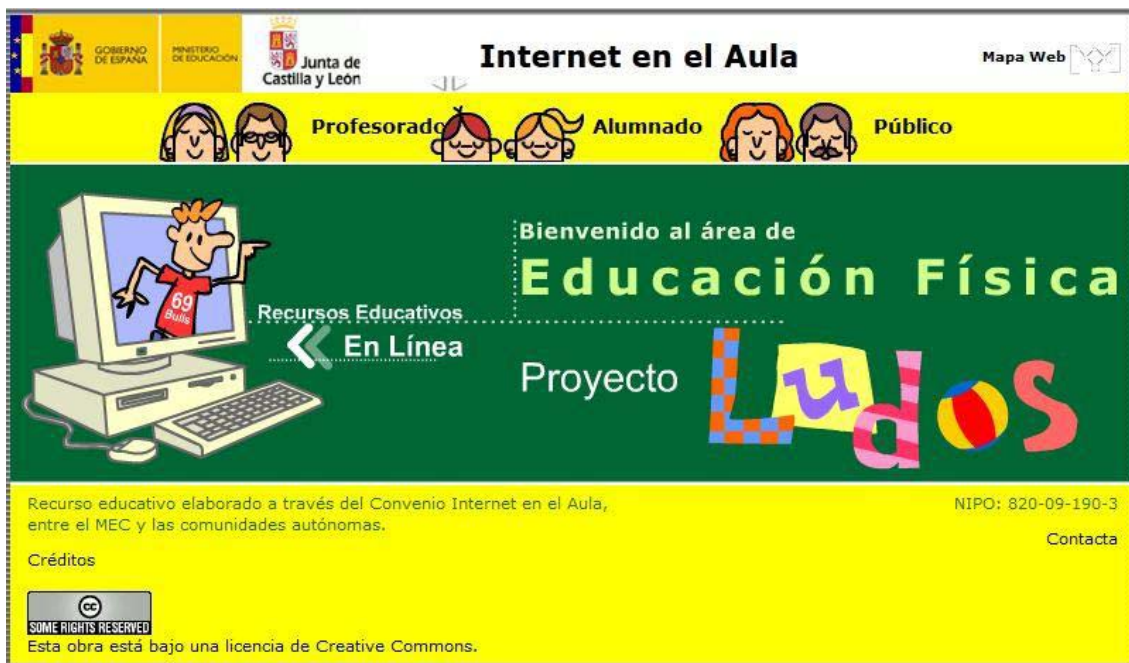 GOBIERNO
DE ESPAÑA
MINISTERIO
DE EDUCACIÓN
Junta de
Castilla y León
Internet en el Aula
Mapa Web
Profesorado
Alumnado
Público
69
Bulls
Recursos Educativos
En Línea
Bienvenido al área de
Educación Física
Proyecto Ludos
Recurso educativo elaborado a través del Convenio Internet en el Aula,
entre el MEC y las comunidades autónomas.
NIPO: 820-09-190-3
Contacta
Créditos
cc
SOME RIGHTS RESERVED
Esta obra está bajo una licencia de Creative Commons.